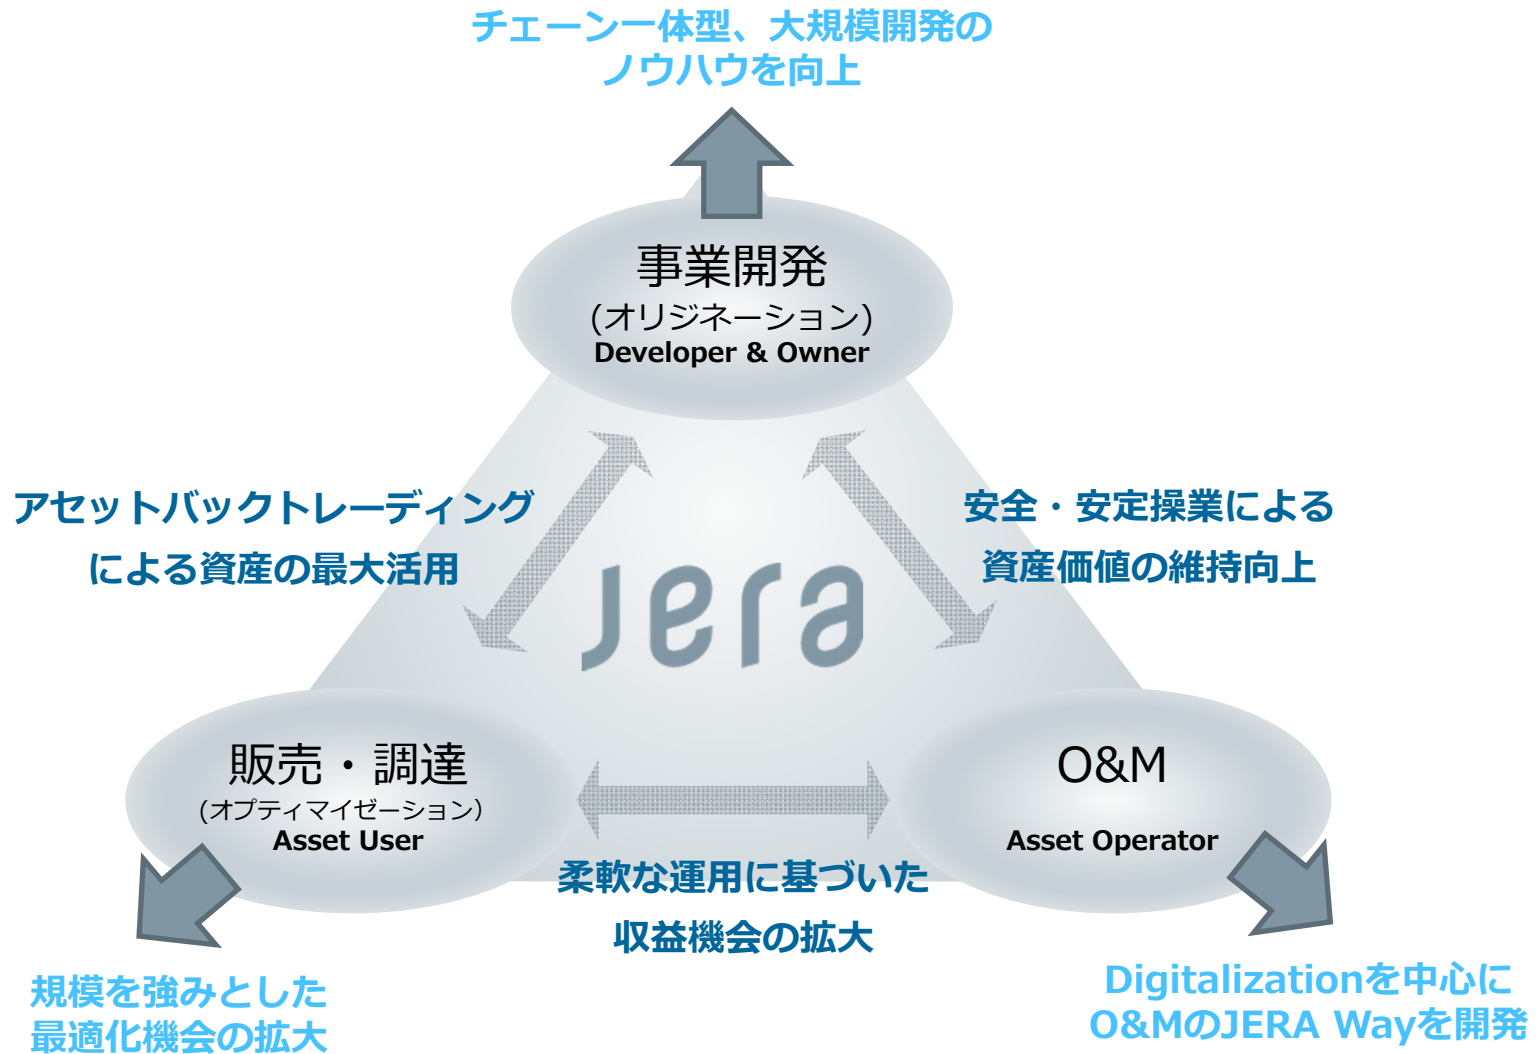 チェーン一体型、大規模開発の
ノウハウを向上
事業開発
(オリジネーション)
Developer & Owner
アセットバックトレーディング
による資産の最大活用
安全・安定操業による
資産価値の維持向上
Jera
販売・調達
(オプティマイゼーション)
Asset User
O&M
Asset Operator
柔軟な運用に基づいた
収益機会の拡大
規模を強みとした
最適化機会の拡大
Digitalizationを中心に
O&MのJERA Wayを開発